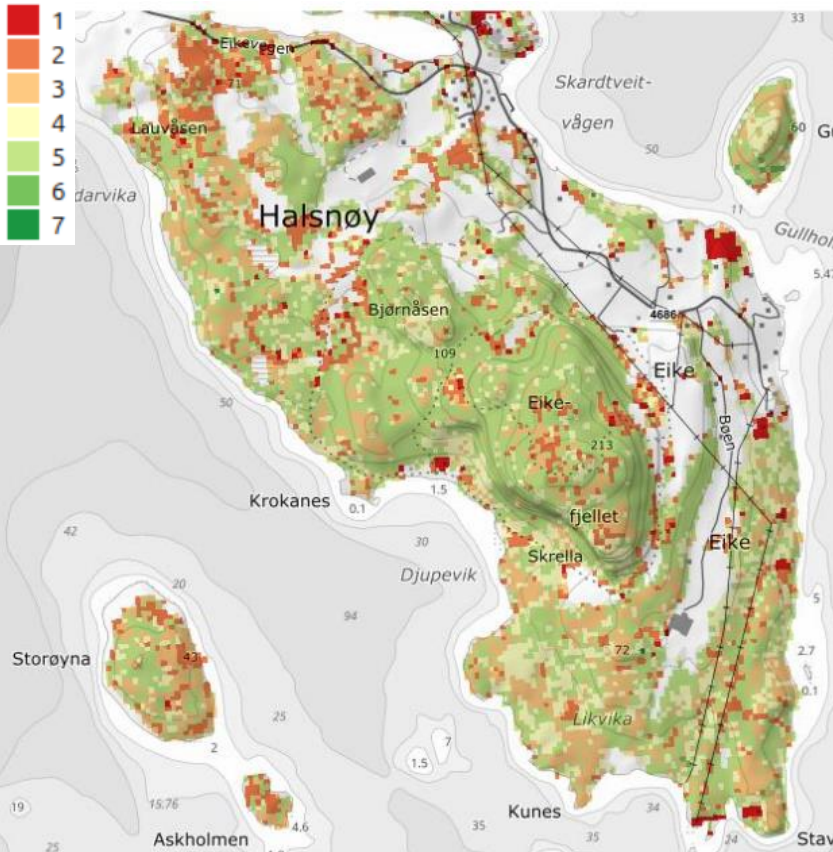 1
2
3
4
5
6
7
Eikevegen
33
71
Skardtveit-
vågen
Lauvåsen
60
50
darvika
Halsnøy
11
Gullhol
5.47
Bjørnåsen
4686
109
Eike
50
Eike-
Bøen
213
Krokanes
0.1
1.5
fjellet
42
30
Eike
Skrella
Djupevik
20
5
94
Storøyna
43
72
2.7
0.1
25
Likvika
2
7
1.5
19
15.76
Kunes
34
4.6
35
Askholmen
35
24
Stav
25